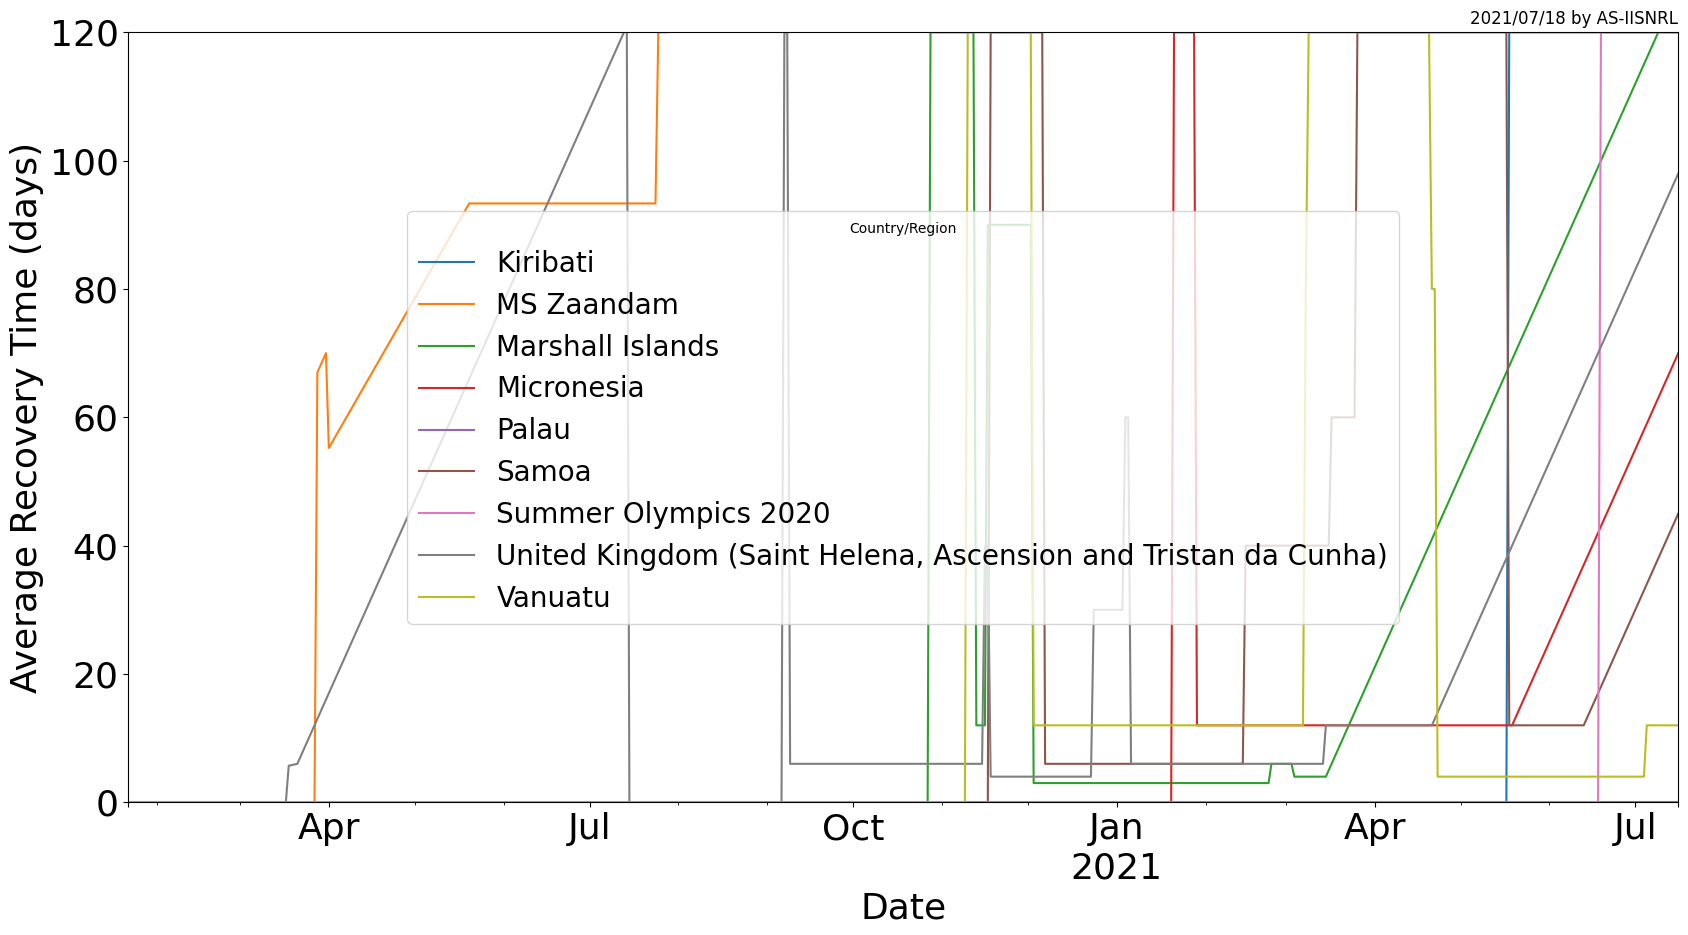 2021/07/18 by AS-IISNRL
120
100
80
60
40
20
0
Average Recovery Time (days)
Country/Region
Kiribati
MS Zaandam
Marshall Islands
Micronesia
Palau
Samoa
Summer Olympics 2020
United Kingdom (Saint Helena, Ascension and Tristan da Cunha)
Vanuatu
Apr Jul Oct Jan Apr Jul
2021
Date